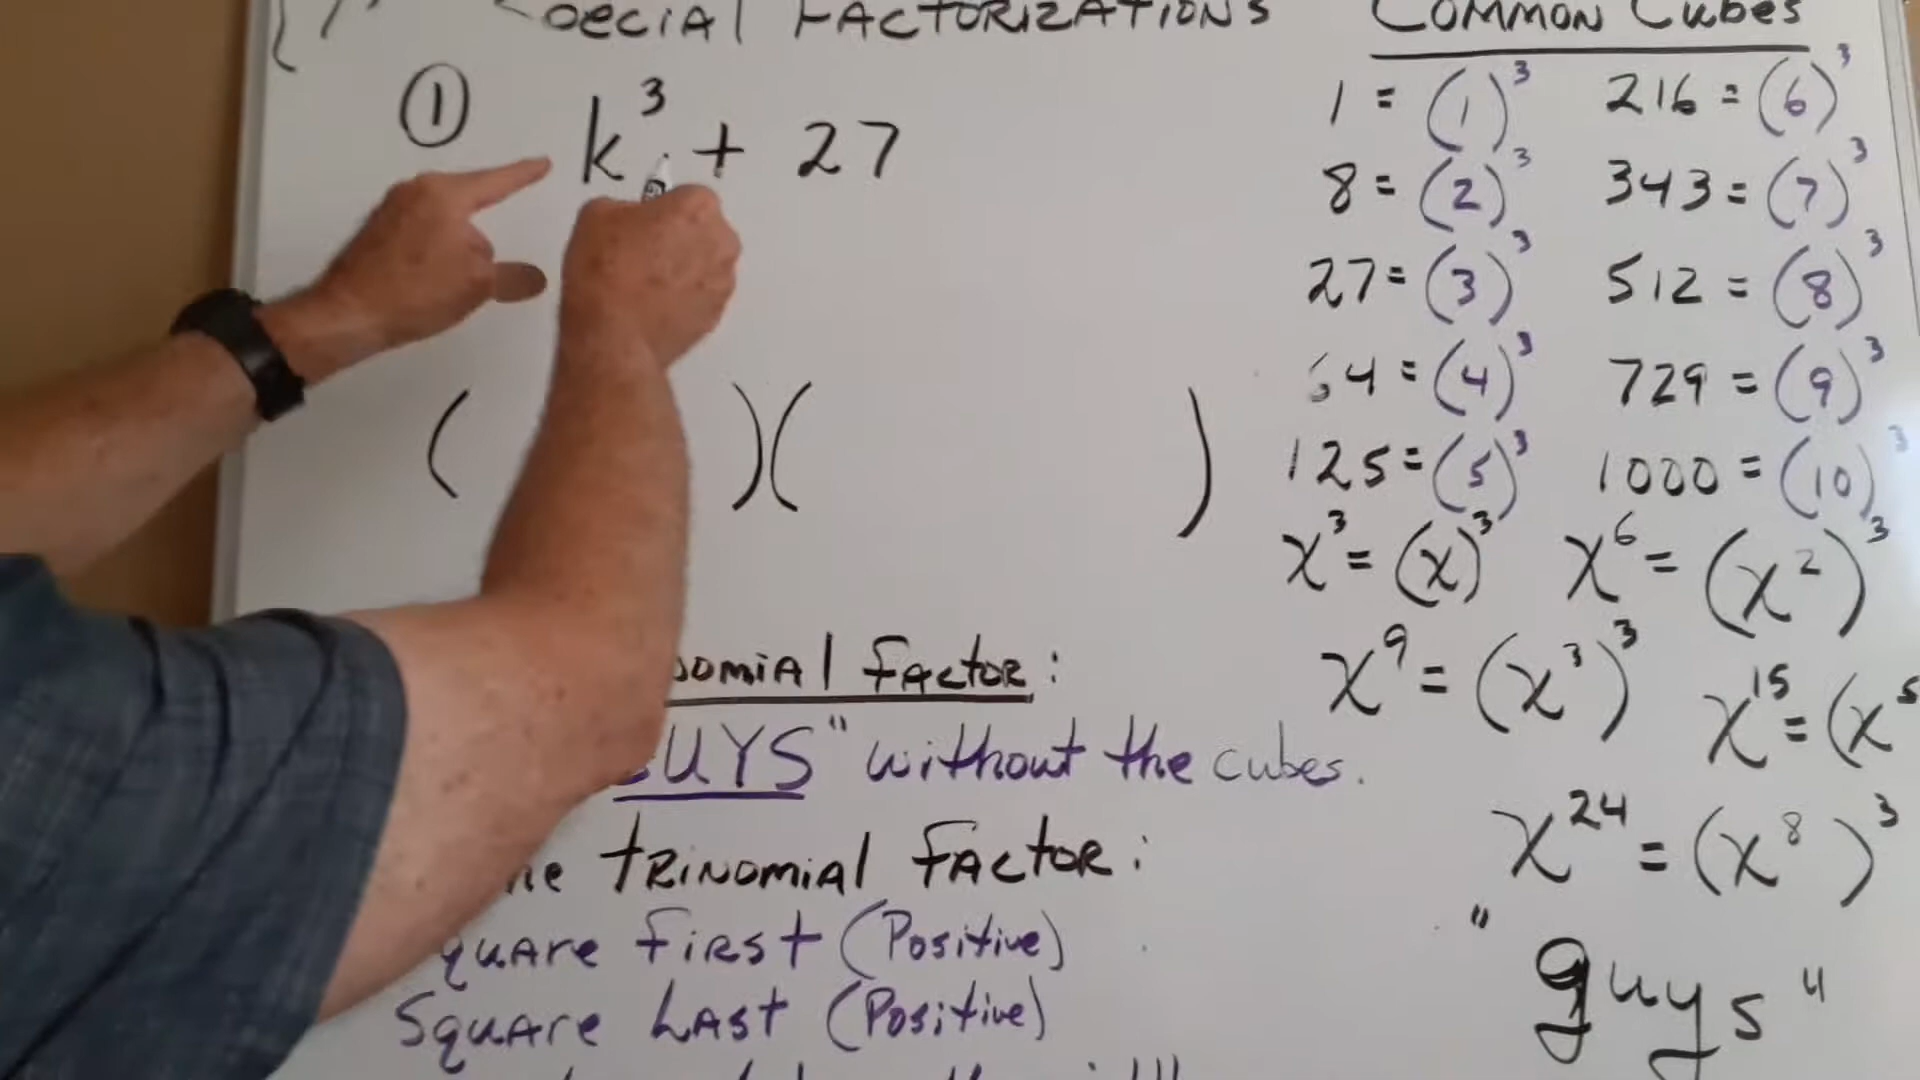 Special Factorizations
① k³ + 27
( )( )
Common Cubes
1 = (1)³ 216 = (6)³
8 = (2)³ 343 = (7)³
27 = (3)³ 512 = (8)³
64 = (4)³ 729 = (9)³
125 = (5)³ 1000 = (10)³
x³ = (x)³ x⁶ = (x²)³
x⁹ = (x³)³ x¹⁵ = (x⁵
x²⁴ = (x⁸)³
"guys"
Factor:
GUYS" without the cubes.
Trinomial Factor:
Square First (Positive)
Square Last (Positive)